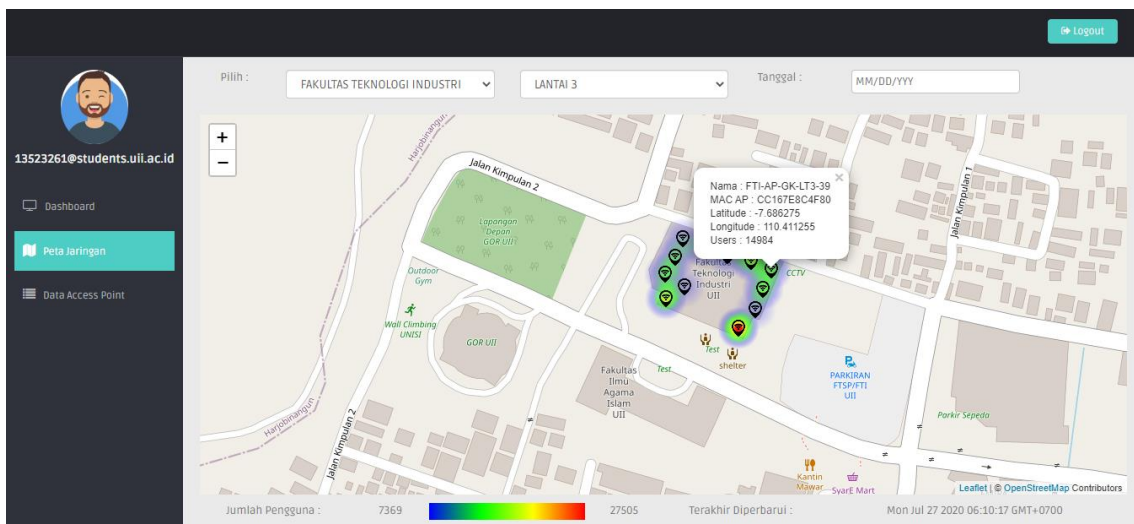 Logout
Pilih :
FAKULTAS TEKNOLOGI INDUSTRI
LANTAI 3
Tanggal :
MM/DD/YYY
13523261@students.uii.ac.id
Dashboard
Peta Jaringan
Data Access Point
+
−
Harjobinangun
Jalan Kimpulan 2
Lapangan
Depan
GOR UII
Outdoor
Gym
Wall Climbing
UNISI
GOR UII
Nama : FTI-AP-GK-LT3-39
MAC AP : CC167E8C4F80
Latitude : -7.686275
Longitude : 110.411255
Users : 14984
×
Jalan Kimpulan 1
Fakultas
Teknologi
Industri
UII
CCTV
Test
shelter
Fakultas
Ilmu
Agama
Islam
UII
Test
PARKIRAN
FTSP/FTI
UII
Parkir Sepeda
Harjobinangun
Jalan Kimpulan 2
Kantin
Mawar
SyarE Mart
Leaflet | © OpenStreetMap Contributors
Jumlah Pengguna :
7369
27505
Terakhir Diperbarui :
Mon Jul 27 2020 06:10:17 GMT+0700